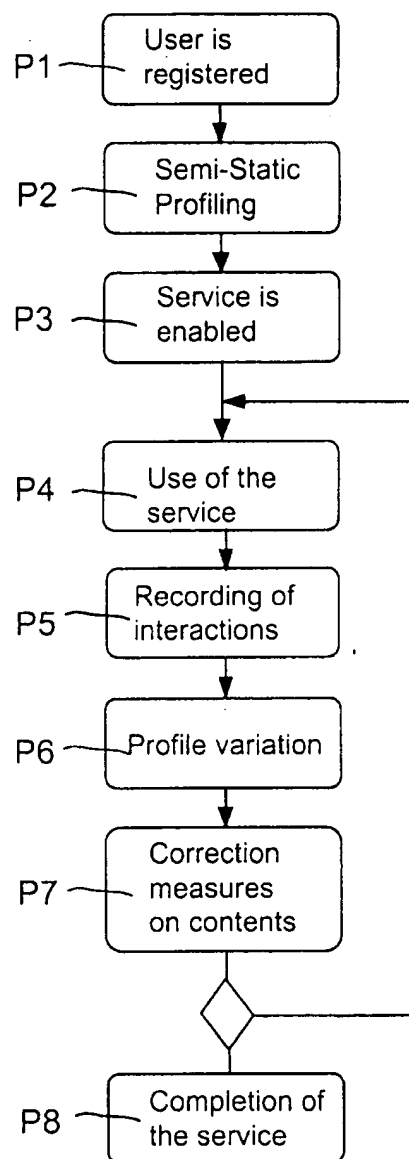 P1
User is
registered
P2
Semi-Static
Profiling
P3
Service is
enabled
P4
Use of the
service
P5
Recording of
interactions
P6
Profile variation
P7
Correction
measures
on contents
P8
Completion of
the service